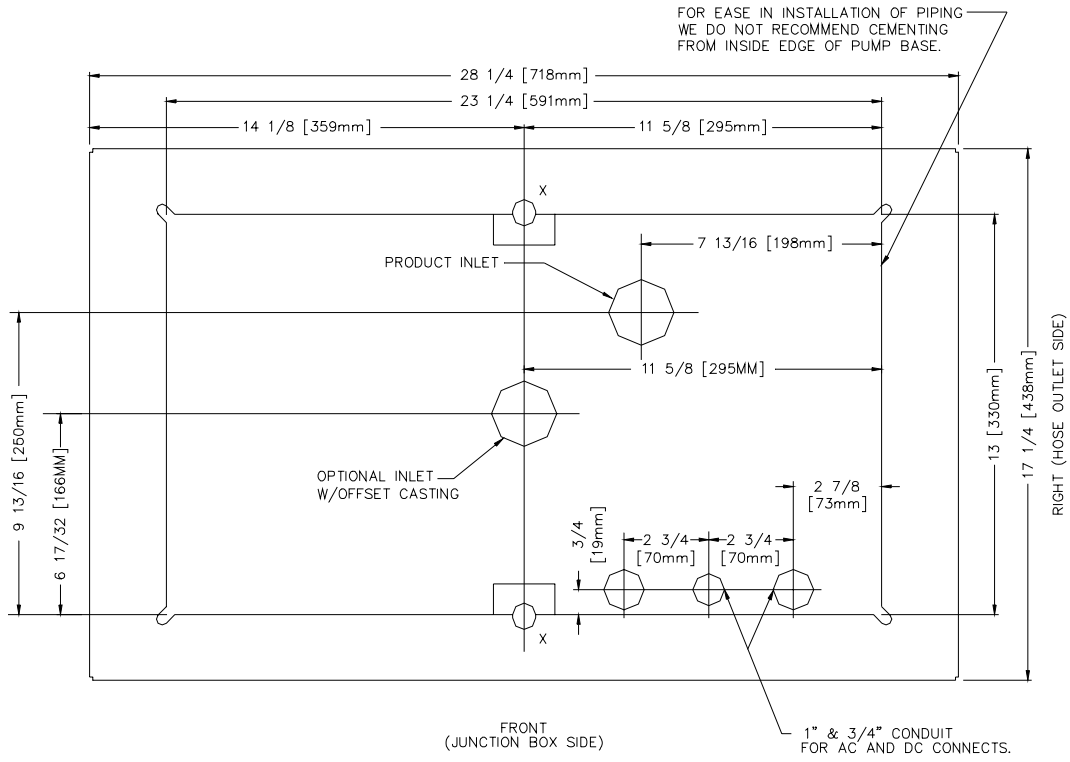 FOR EASE IN INSTALLATION OF PIPING
WE DO NOT RECOMMEND CEMENTING
FROM INSIDE EDGE OF PUMP BASE.
28 1/4 [718mm]
23 1/4 [591mm]
14 1/8 [359mm]
11 5/8 [295mm]
X
7 13/16 [198mm]
PRODUCT INLET
11 5/8 [295MM]
9 13/16 [250mm]
6 17/32 [166MM]
13 [330mm]
17 1/4 [438mm]
RIGHT (HOSE OUTLET SIDE)
OPTIONAL INLET
W/OFFSET CASTING
2 7/8
[73mm]
3/4
[19mm]
2 3/4
[70mm]
2 3/4
[70mm]
X
FRONT
(JUNCTION BOX SIDE)
1" & 3/4" CONDUIT
FOR AC AND DC CONNECTS.